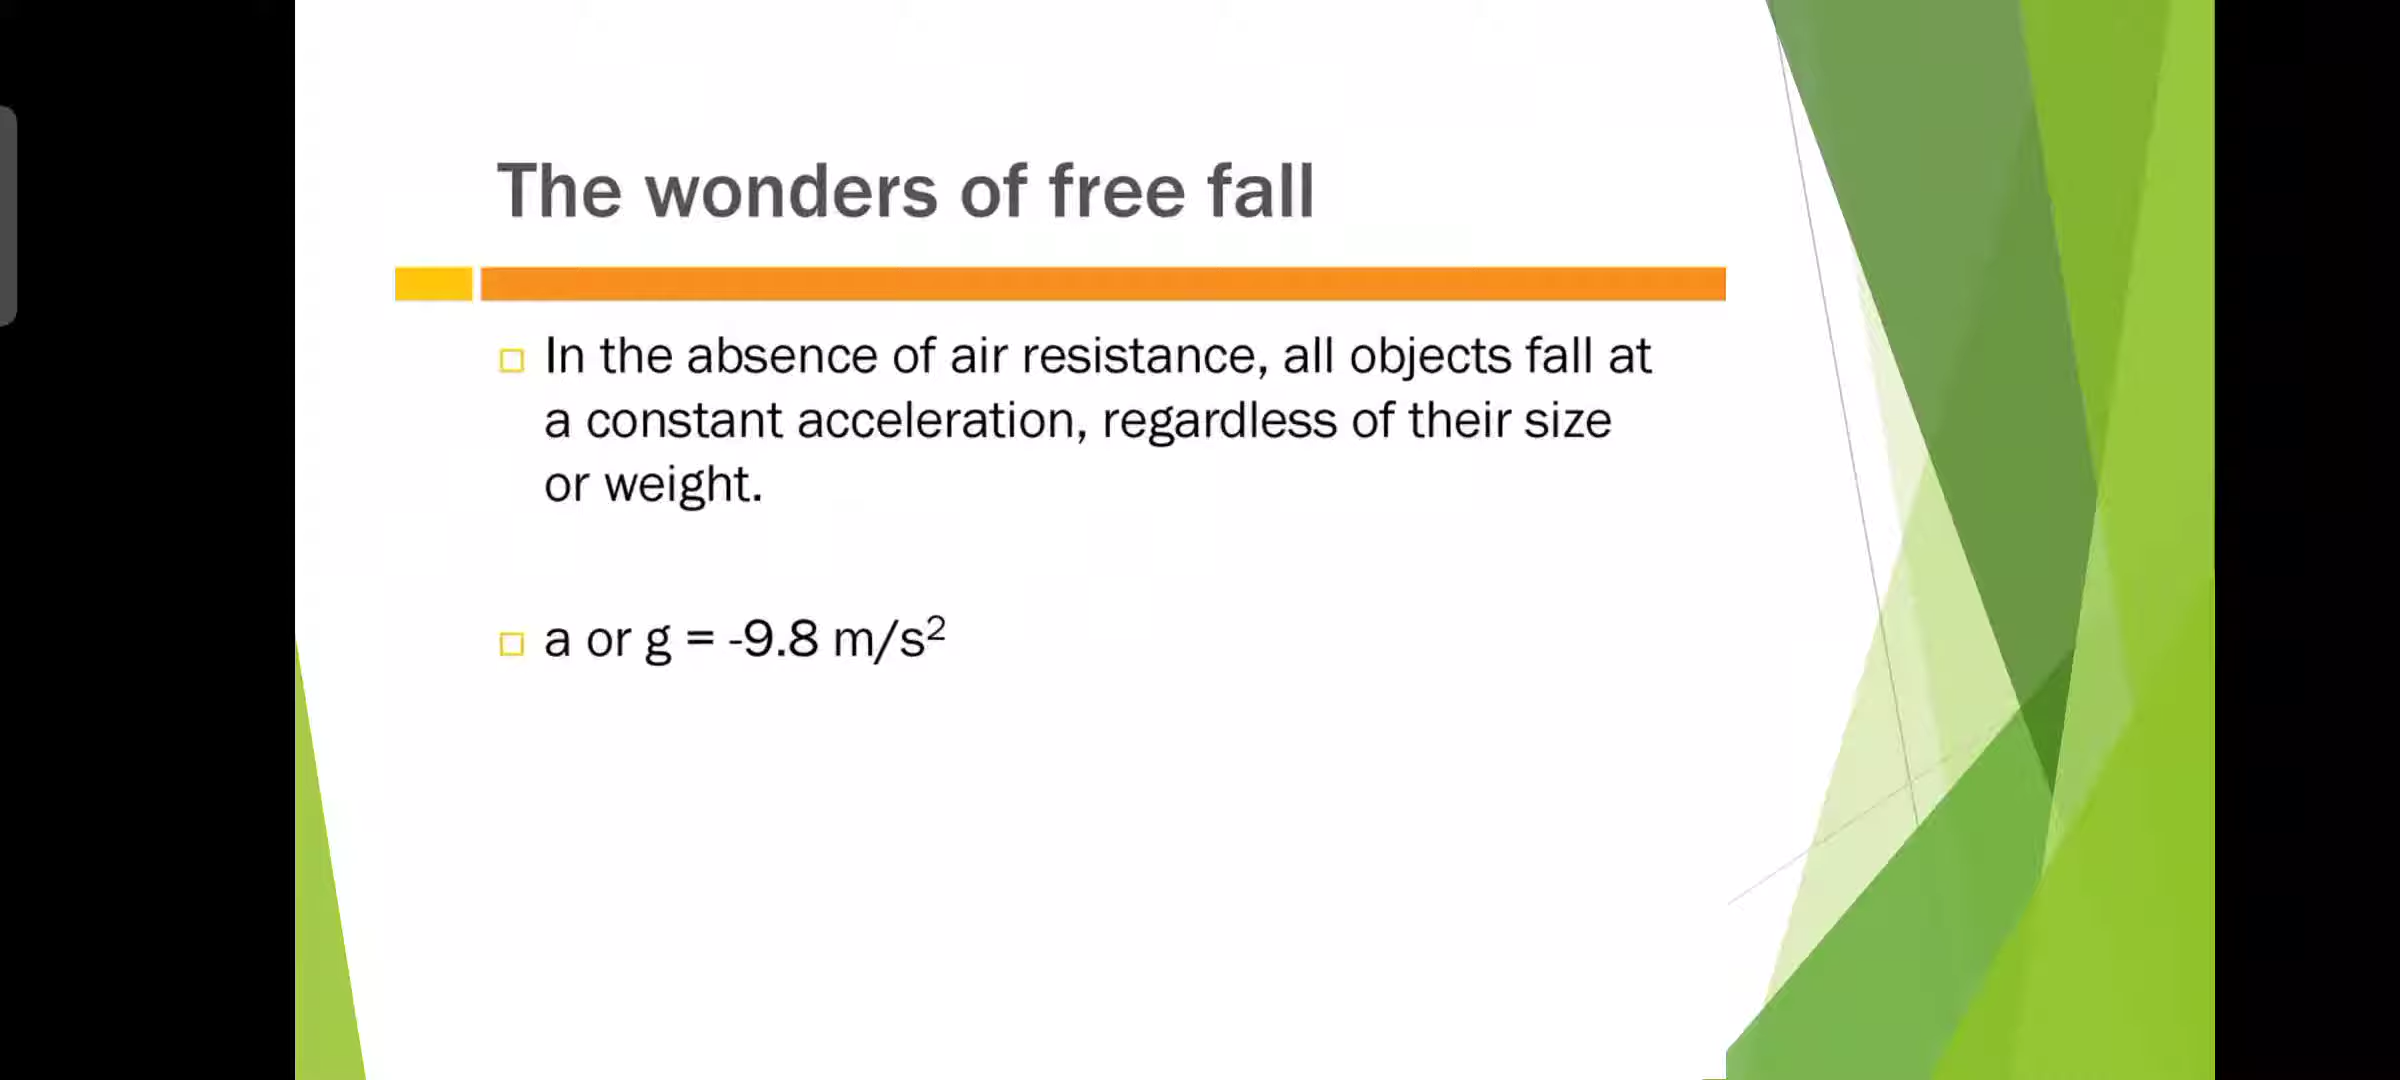 The wonders of free fall
In the absence of air resistance, all objects fall at
a constant acceleration, regardless of their size
or weight.
a or g = -9.8 m/s²